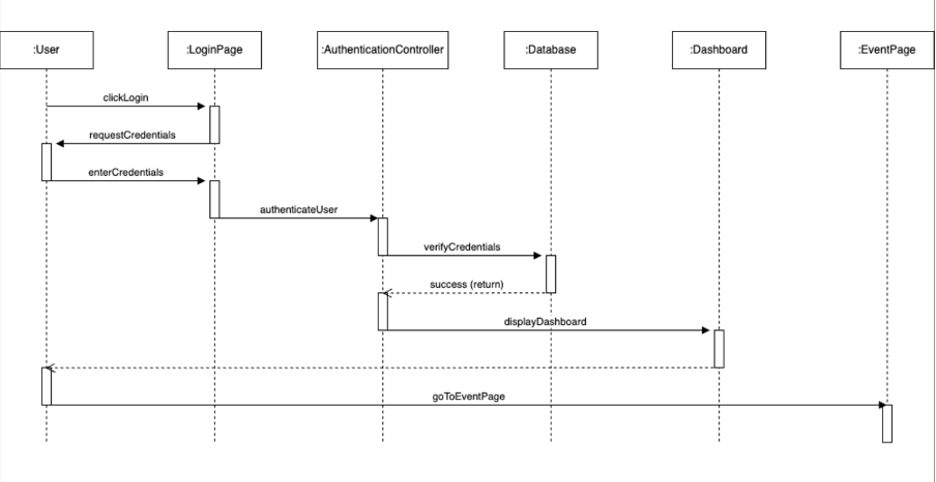 :User
:LoginPage
:AuthenticationController
:Database
:Dashboard
:EventPage
clickLogin
requestCredentials
enterCredentials
authenticateUser
verifyCredentials
success (return)
displayDashboard
goToEventPage